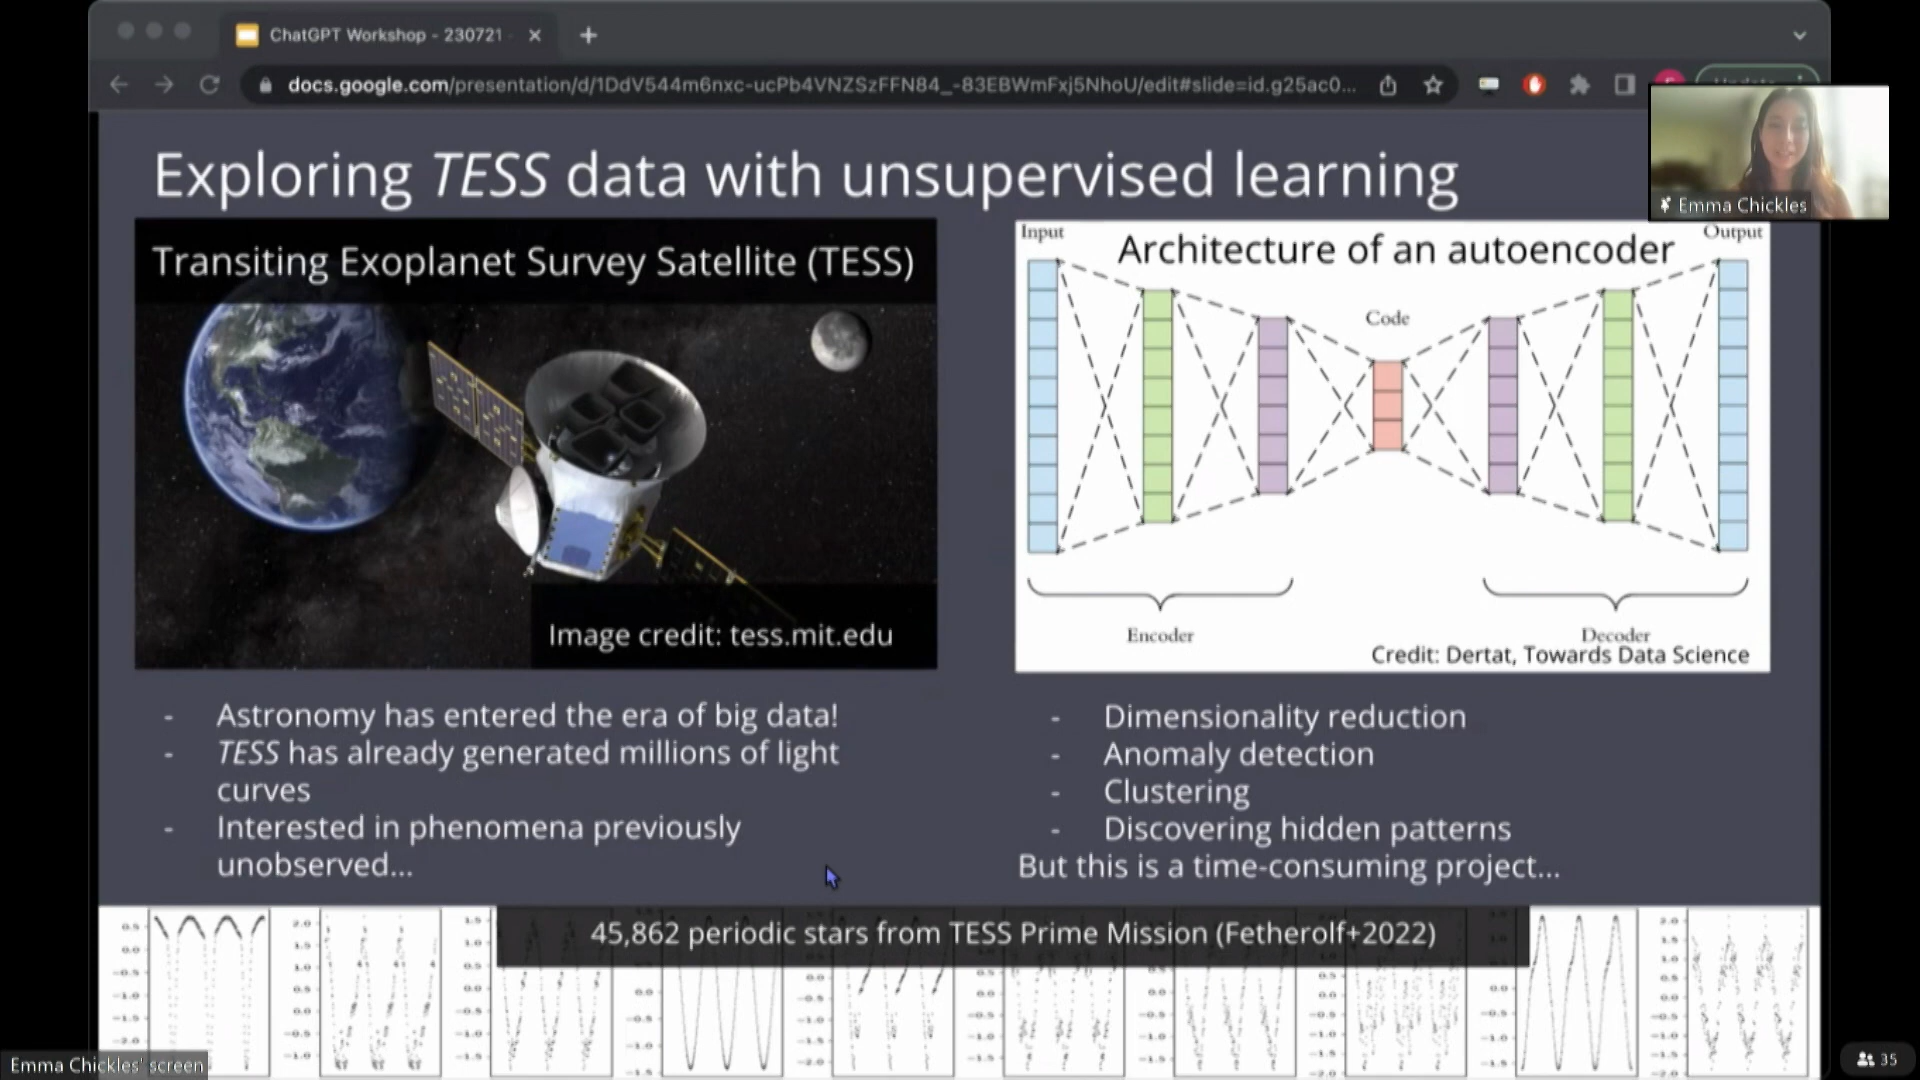 ChatGPT Workshop - 230721
docs.google.com/presentation/d/1DdV544m6nxc-ucPb4VNZSzFFN84_-83EBWmFxj5NhoU/edit#slide=id.g25ac0...
Exploring TESS data with unsupervised learning
Emma Chickles
Transiting Exoplanet Survey Satellite (TESS)
Image credit: tess.mit.edu
Input
Architecture of an autoencoder
Output
Code
Encoder
Decoder
Credit: Dertat, Towards Data Science
- Astronomy has entered the era of big data!
- TESS has already generated millions of light
curves
- Interested in phenomena previously
unobserved...
- Dimensionality reduction
- Anomaly detection
- Clustering
- Discovering hidden patterns
But this is a time-consuming project...
45,862 periodic stars from TESS Prime Mission (Fetherolf+2022)
Emma Chickles' screen
35